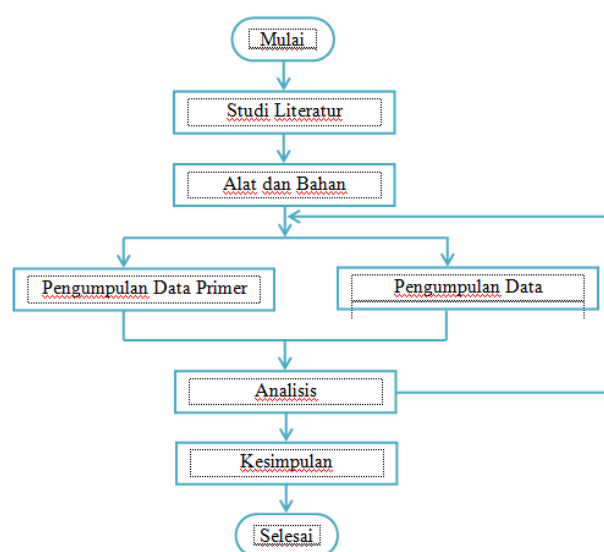 Mulai
Studi Literatur
Alat dan Bahan
Pengumpulan Data Primer
Pengumpulan Data
Analisis
Kesimpulan
Selesai